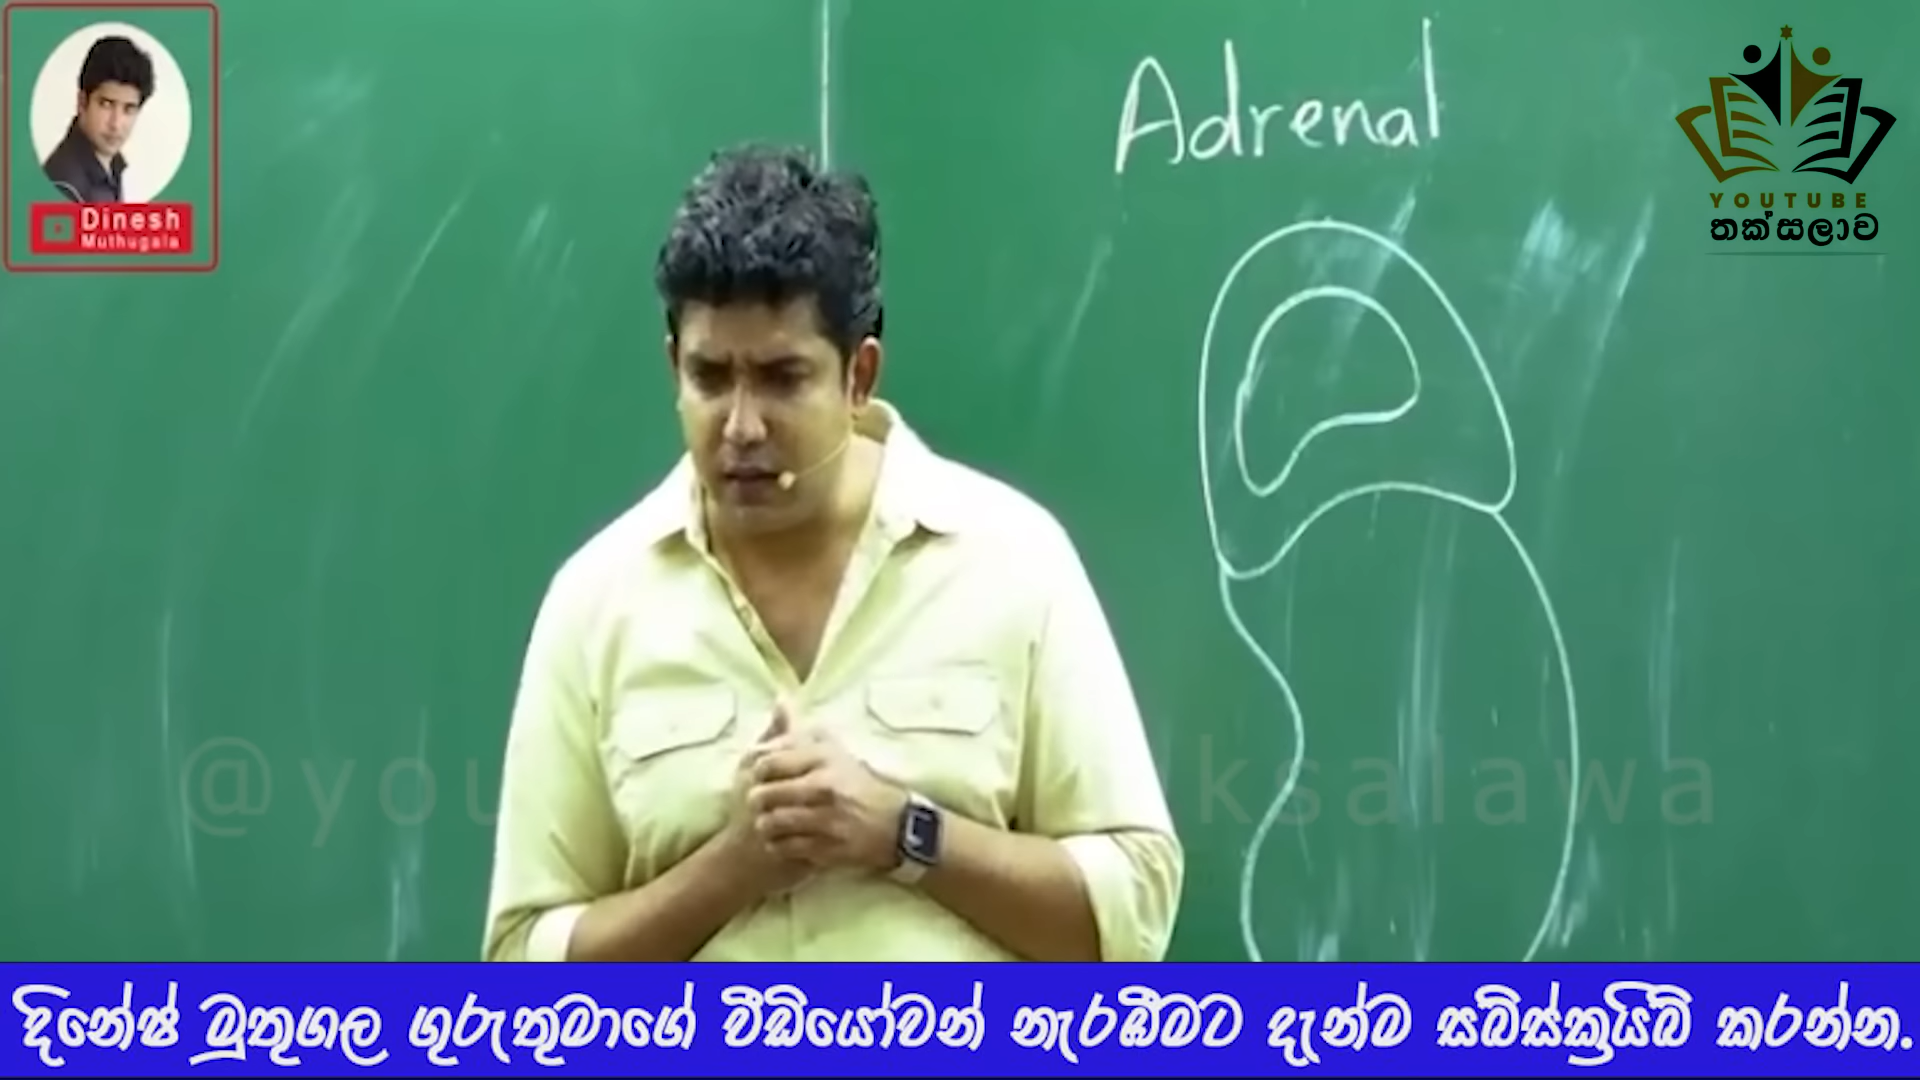 Dinesh
Muthugala
Adrenal
YOUTUBE
තක්සලාව
දිනේෂ් මුතුගල ගුරුතුමාගේ වීඩියෝවන් නැරඹීමට දැන්ම සබ්ස්ක්‍රයිබ් කරන්න.